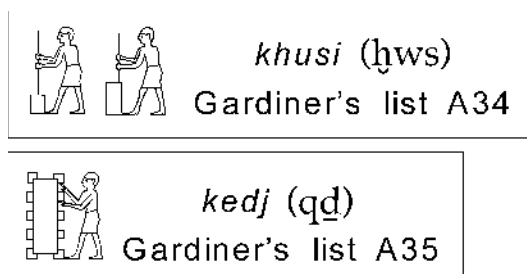 khusi (ḫws)
Gardiner's list A34
kedj (qḏ)
Gardiner's list A35